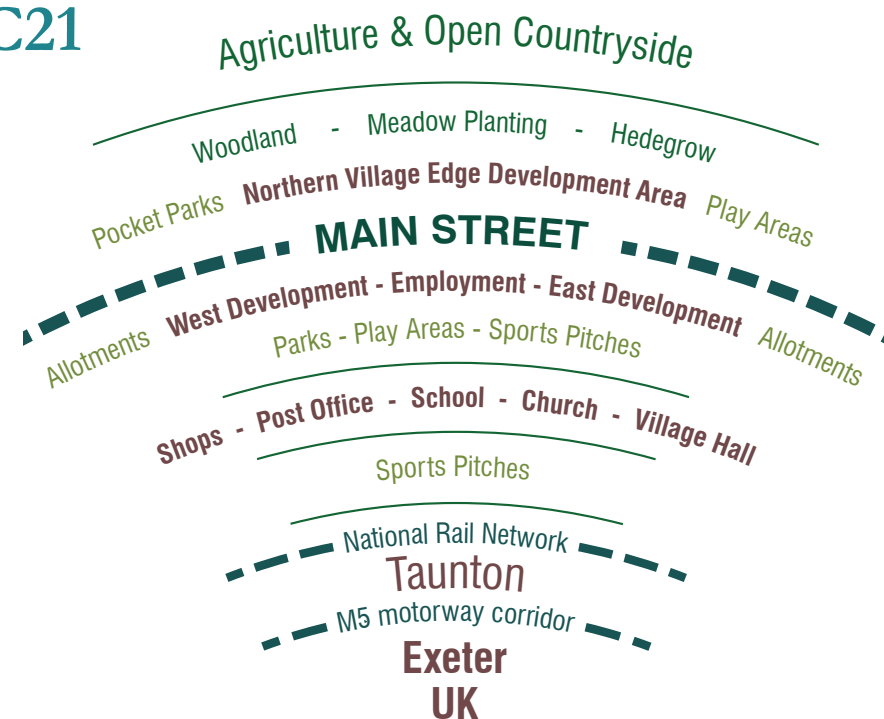 C21
Agriculture & Open Countryside
Woodland - Meadow Planting - Hedegrow
Pocket Parks Northern Village Edge Development Area Play Areas
MAIN STREET
Allotments West Development - Employment - East Development Allotments
Parks - Play Areas - Sports Pitches
Shops - Post Office - School - Church - Village Hall
Sports Pitches
National Rail Network
Taunton
M5 motorway corridor
Exeter
UK